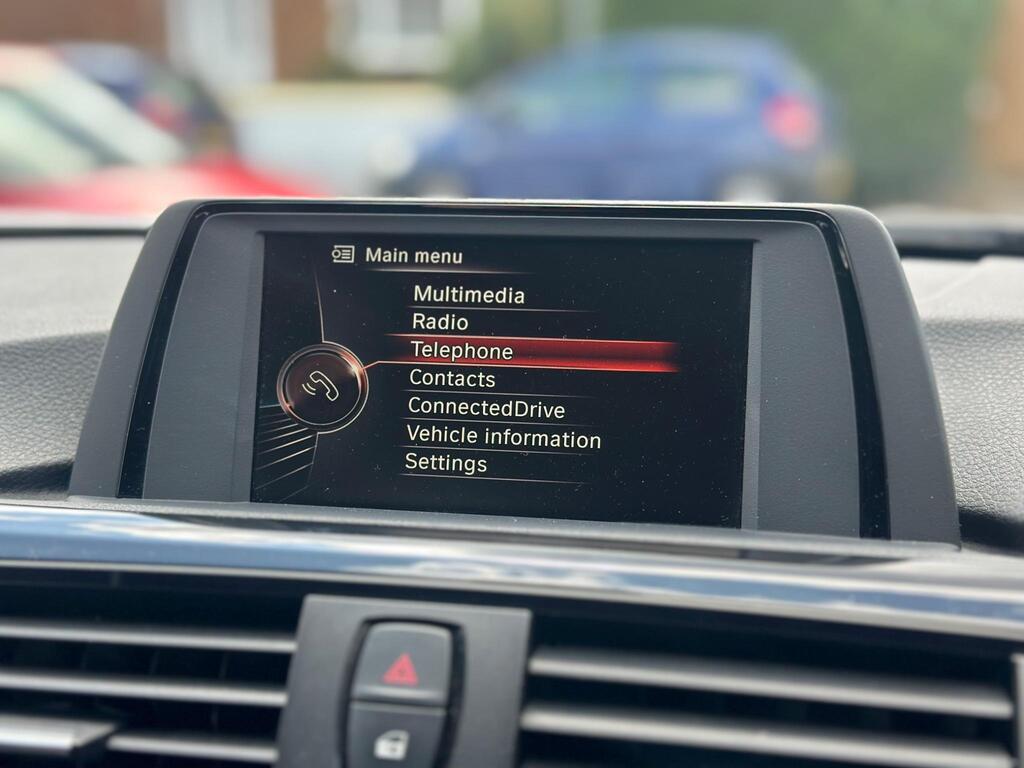 Main menu
Multimedia
Radio
Telephone
Contacts
ConnectedDrive
Vehicle information
Settings